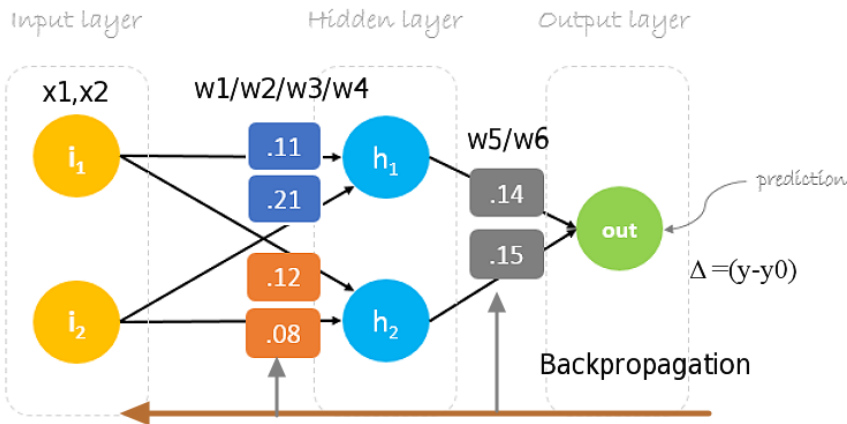 Input layer
Hidden layer
Output layer
x1,x2
w1/w2/w3/w4
w5/w6
i1
.11
h1
.21
.14
prediction
out
.15
.12
Δ=(y-y0)
i2
.08
h2
Backpropagation